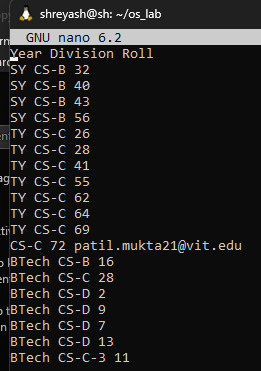 shreyash@sh: ~/os_lab
GNU nano 6.2
Year Division Roll
SY CS-B 32
SY CS-B 40
SY CS-B 43
SY CS-B 56
TY CS-C 26
TY CS-C 28
TY CS-C 41
TY CS-C 55
TY CS-C 62
TY CS-C 64
TY CS-C 69
CS-C 72 patil.mukta21@vit.edu
BTech CS-B 16
BTech CS-C 28
BTech CS-D 2
BTech CS-D 9
BTech CS-D 7
BTech CS-D 13
BTech CS-C-3 11